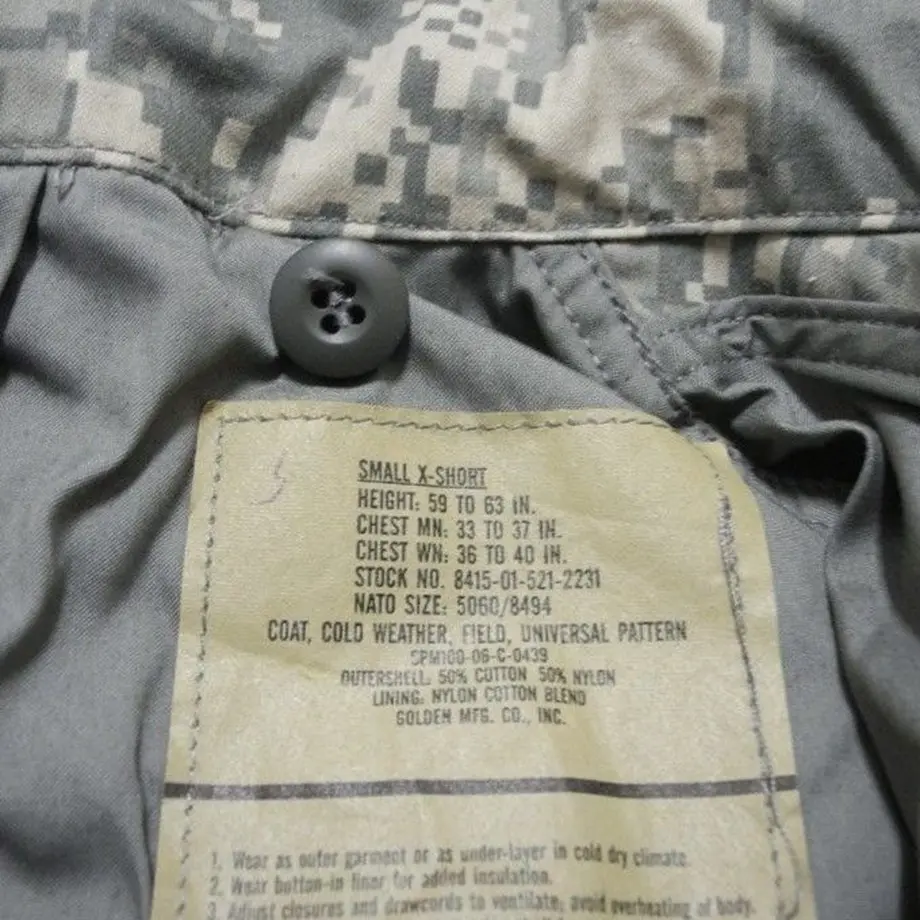 SMALL X-SHORT
HEIGHT: 59 TO 63 IN.
CHEST MN: 33 TO 37 IN.
CHEST WN: 36 TO 40 IN.
STOCK NO. 8415-01-521-2231
NATO SIZE: 5060/8494
COAT, COLD WEATHER, FIELD, UNIVERSAL PATTERN
SPM100-06-C-0439
OUTERSHELL. 50% COTTON 50% NYLON
LINING: NYLON COTTON BLEND
GOLDEN MFG. CO., INC.
1. Wear as outer garment or as under-layer in cold dry climate.
2. Wear button-in liner for added insulation.
3. Adjust closures and drawcords to ventilate; avoid overheating of body.